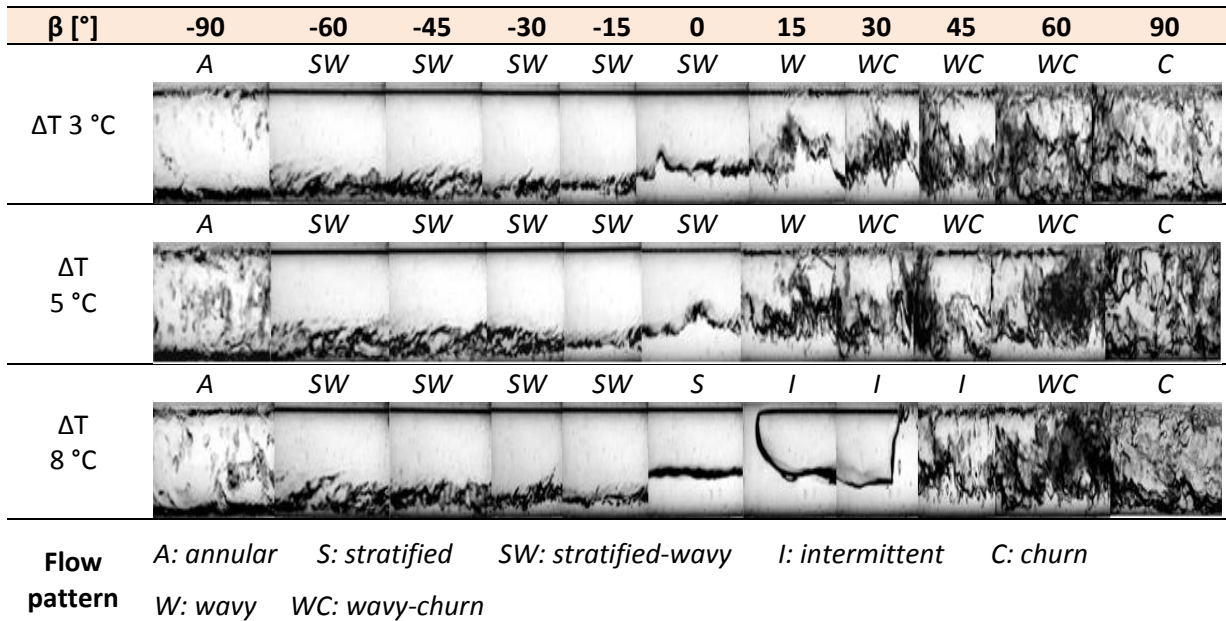 β [°] -90 -60 -45 -30 -15 0 15 30 45 60 90
A SW SW SW SW SW W WC WC WC C
ΔT 3 °C
A SW SW SW SW SW W WC WC WC C
ΔT
5 °C
A SW SW SW SW S I I I WC C
ΔT
8 °C
Flow
pattern
A: annular S: stratified SW: stratified-wavy I: intermittent C: churn
W: wavy WC: wavy-churn